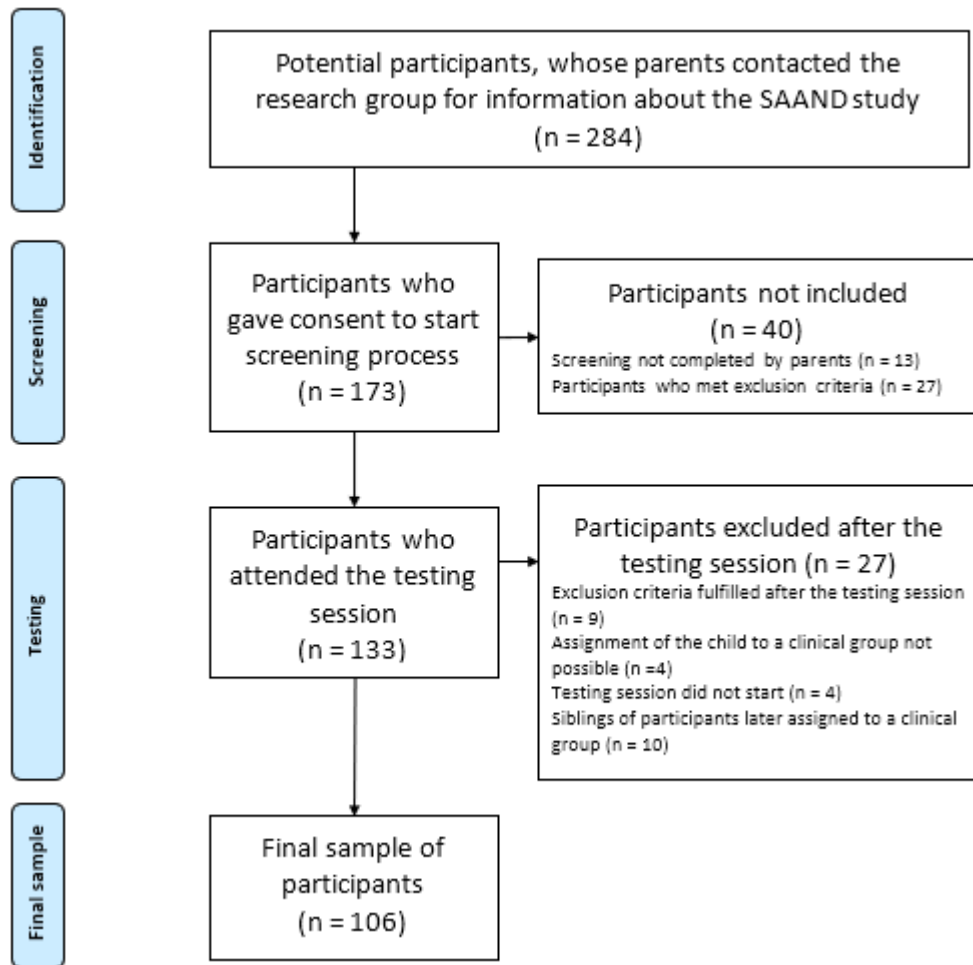 Identification
Potential participants, whose parents contacted the
research group for information about the SAAND study
(n = 284)
Screening
Participants who
gave consent to start
screening process
(n = 173)
Participants not included
(n = 40)
Screening not completed by parents (n = 13)
Participants who met exclusion criteria (n = 27)
Testing
Participants who
attended the testing
session
(n = 133)
Participants excluded after the
testing session (n = 27)
Exclusion criteria fulfilled after the testing session
(n = 9)
Assignment of the child to a clinical group not
possible (n =4)
Testing session did not start (n = 4)
Siblings of participants later assigned to a clinical
group (n = 10)
Final sample
Final sample of
participants
(n = 106)